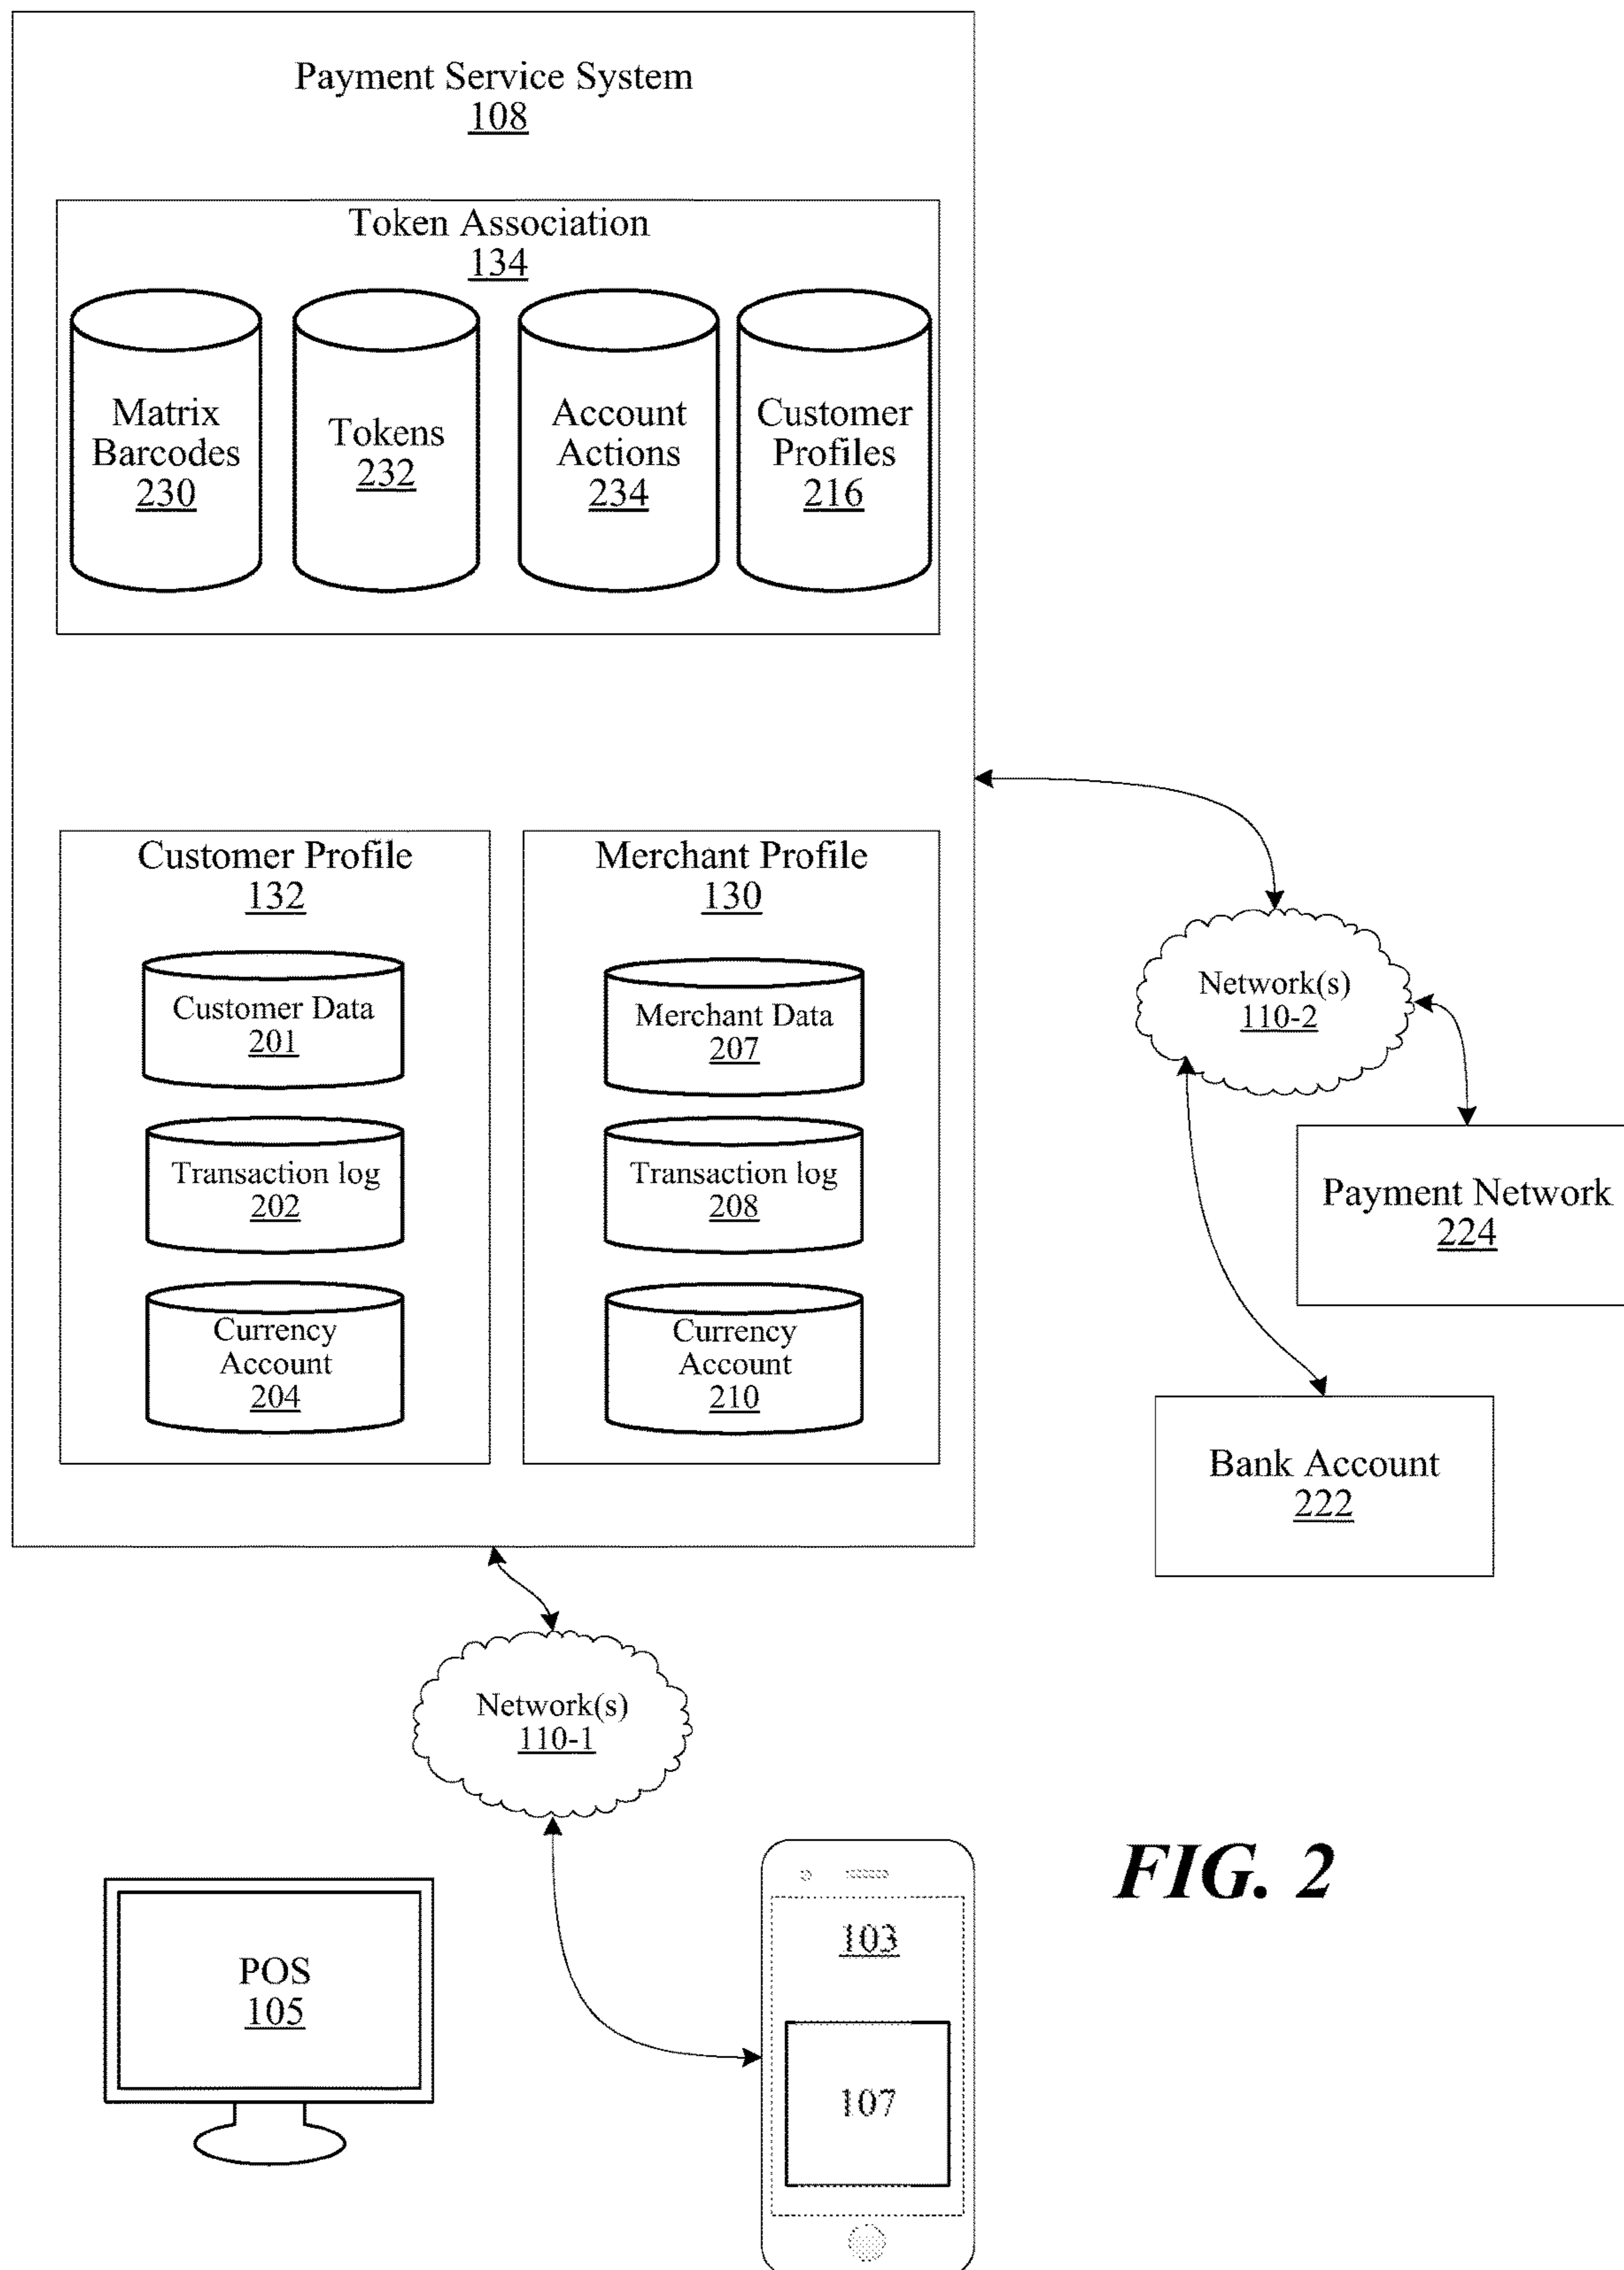 Payment Service System
108
Token Association
134
Matrix
Barcodes
230
Tokens
232
Account
Actions
234
Customer
Profiles
216
Customer Profile
132
Customer Data
201
Transaction log
202
Currency
Account
204
Merchant Profile
130
Merchant Data
207
Transaction log
208
Currency
Account
210
Network(s)
110-2
Payment Network
224
Bank Account
222
Network(s)
110-1
POS
105
103
107
FIG. 2